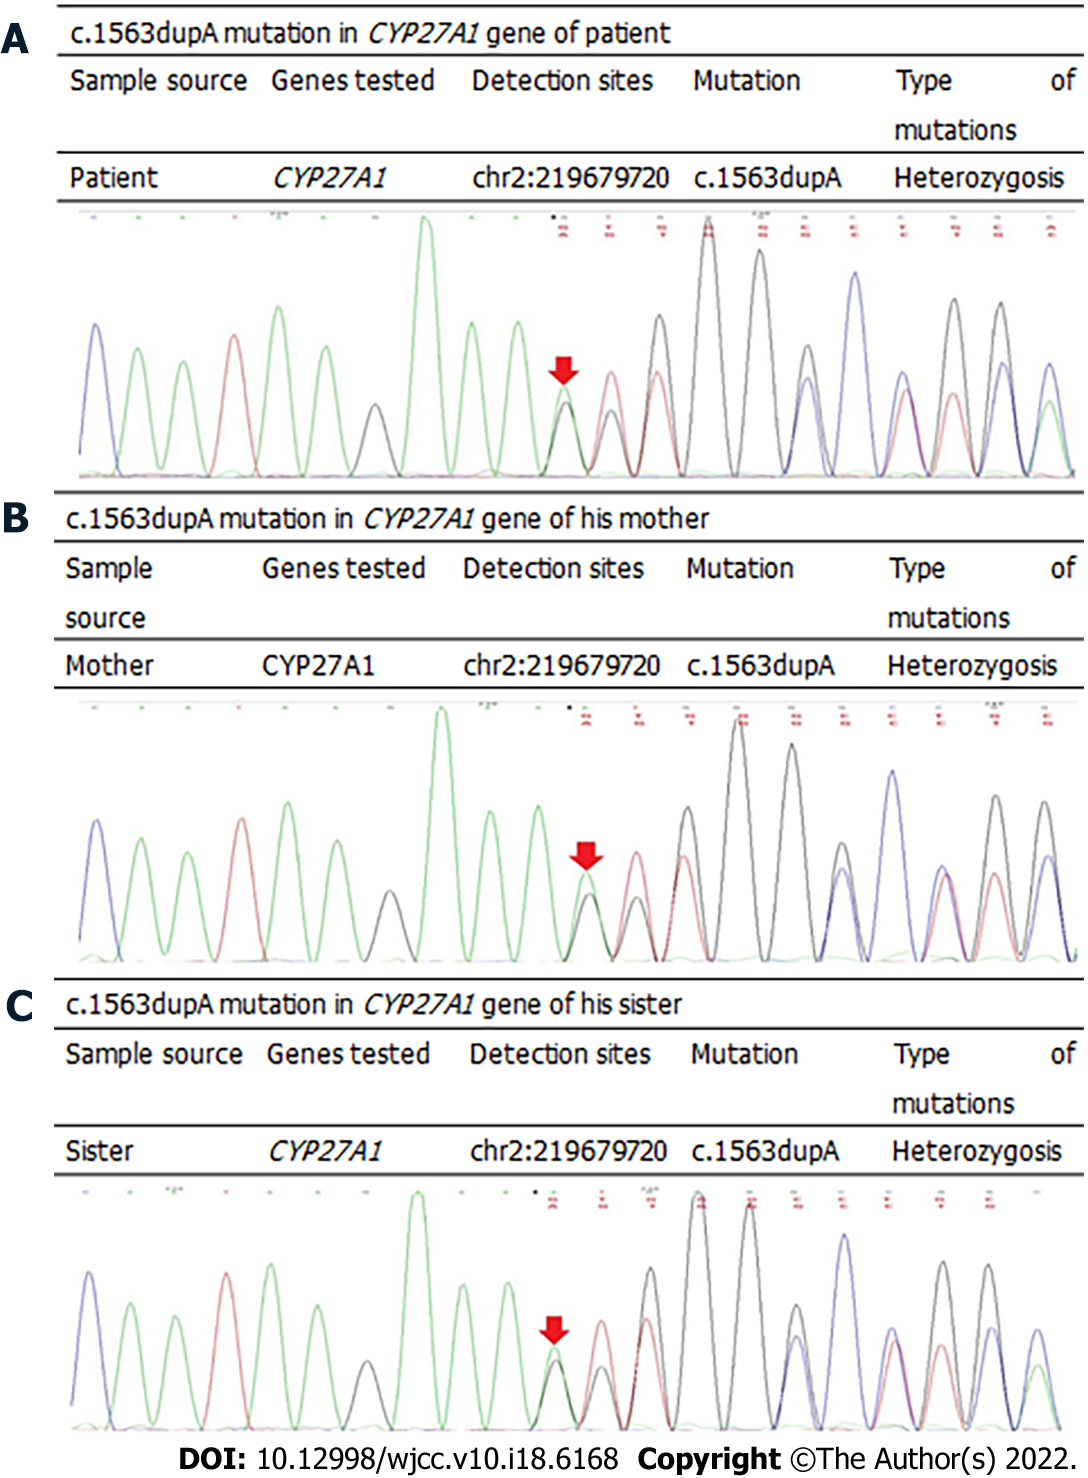 A
c.1563dupA mutation in CYP27A1 gene of patient
Sample source Genes tested Detection sites Mutation Type of
mutations
Patient CYP27A1 chr2:219679720 c.1563dupA Heterozygosis
B
c.1563dupA mutation in CYP27A1 gene of his mother
Sample Genes tested Detection sites Mutation Type of
source mutations
Mother CYP27A1 chr2:219679720 c.1563dupA Heterozygosis
C
c.1563dupA mutation in CYP27A1 gene of his sister
Sample source Genes tested Detection sites Mutation Type of
mutations
Sister CYP27A1 chr2:219679720 c.1563dupA Heterozygosis
DOI: 10.12998/wjcc.v10.i18.6168 Copyright ©The Author(s) 2022.